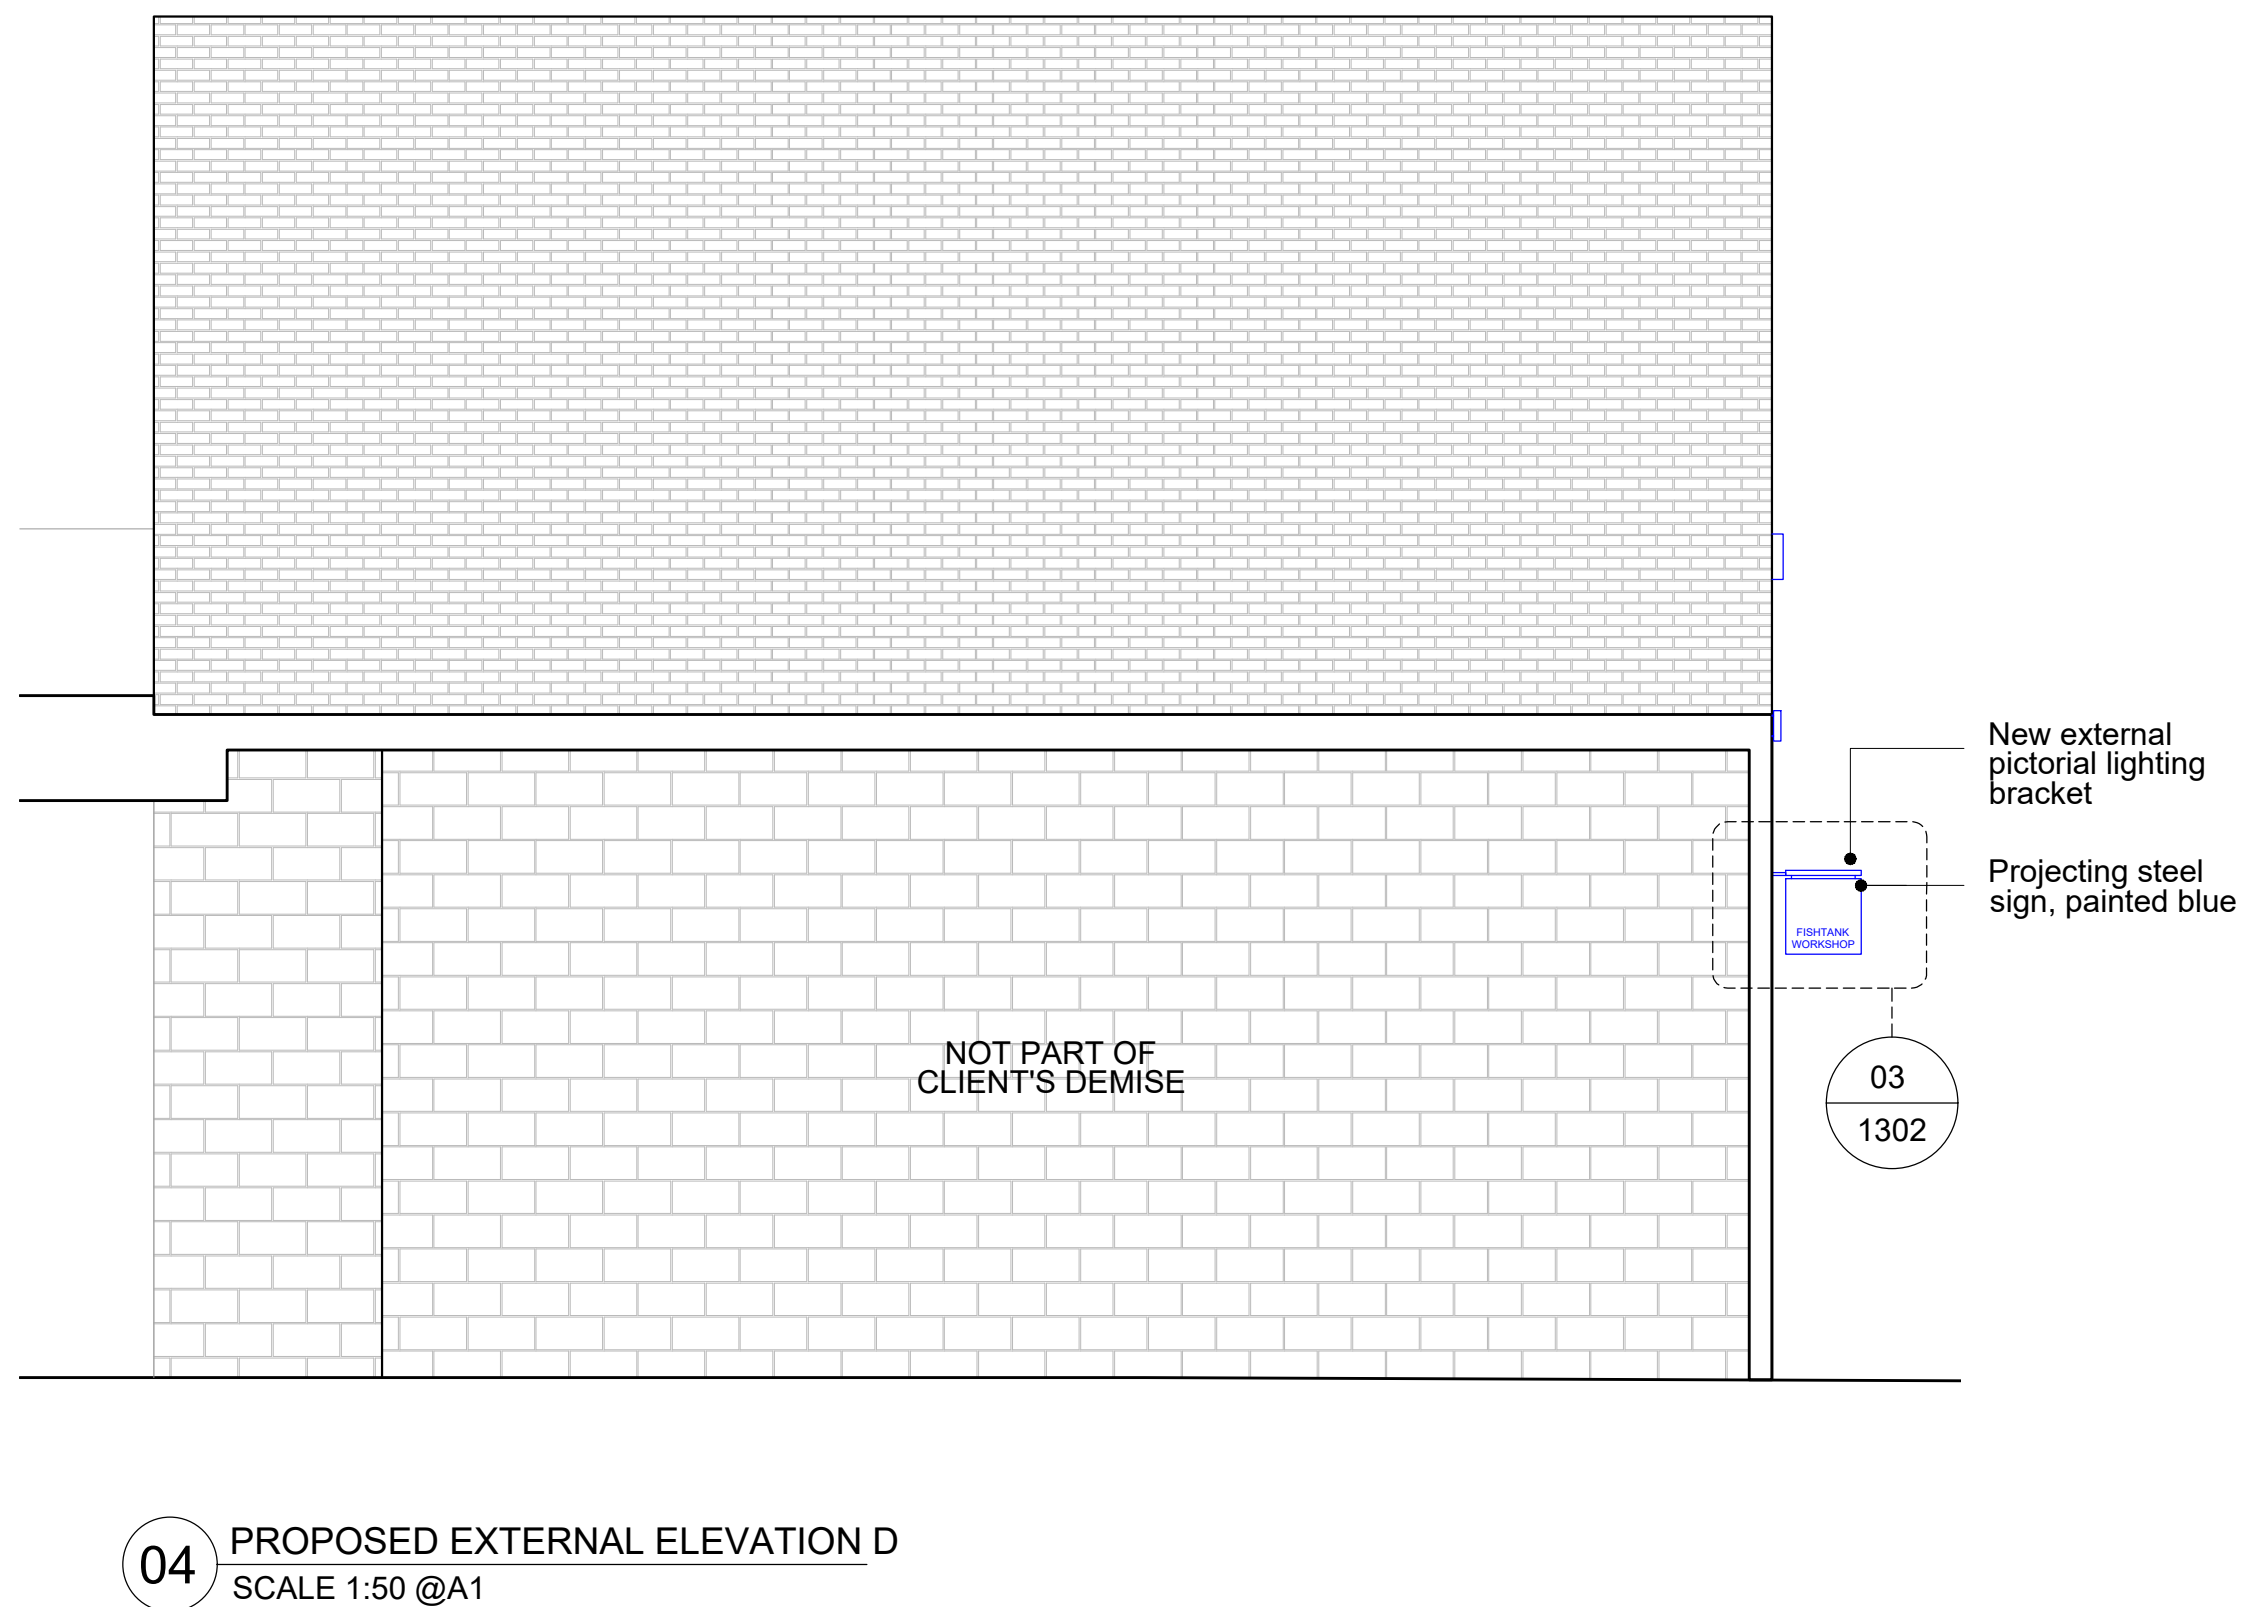 New external
pictorial lighting
bracket
Projecting steel
sign, painted blue
FISHTANK
WORKSHOP
NOT PART OF
CLIENT'S DEMISE
03
1302
04
PROPOSED EXTERNAL ELEVATION D
SCALE 1:50 @A1